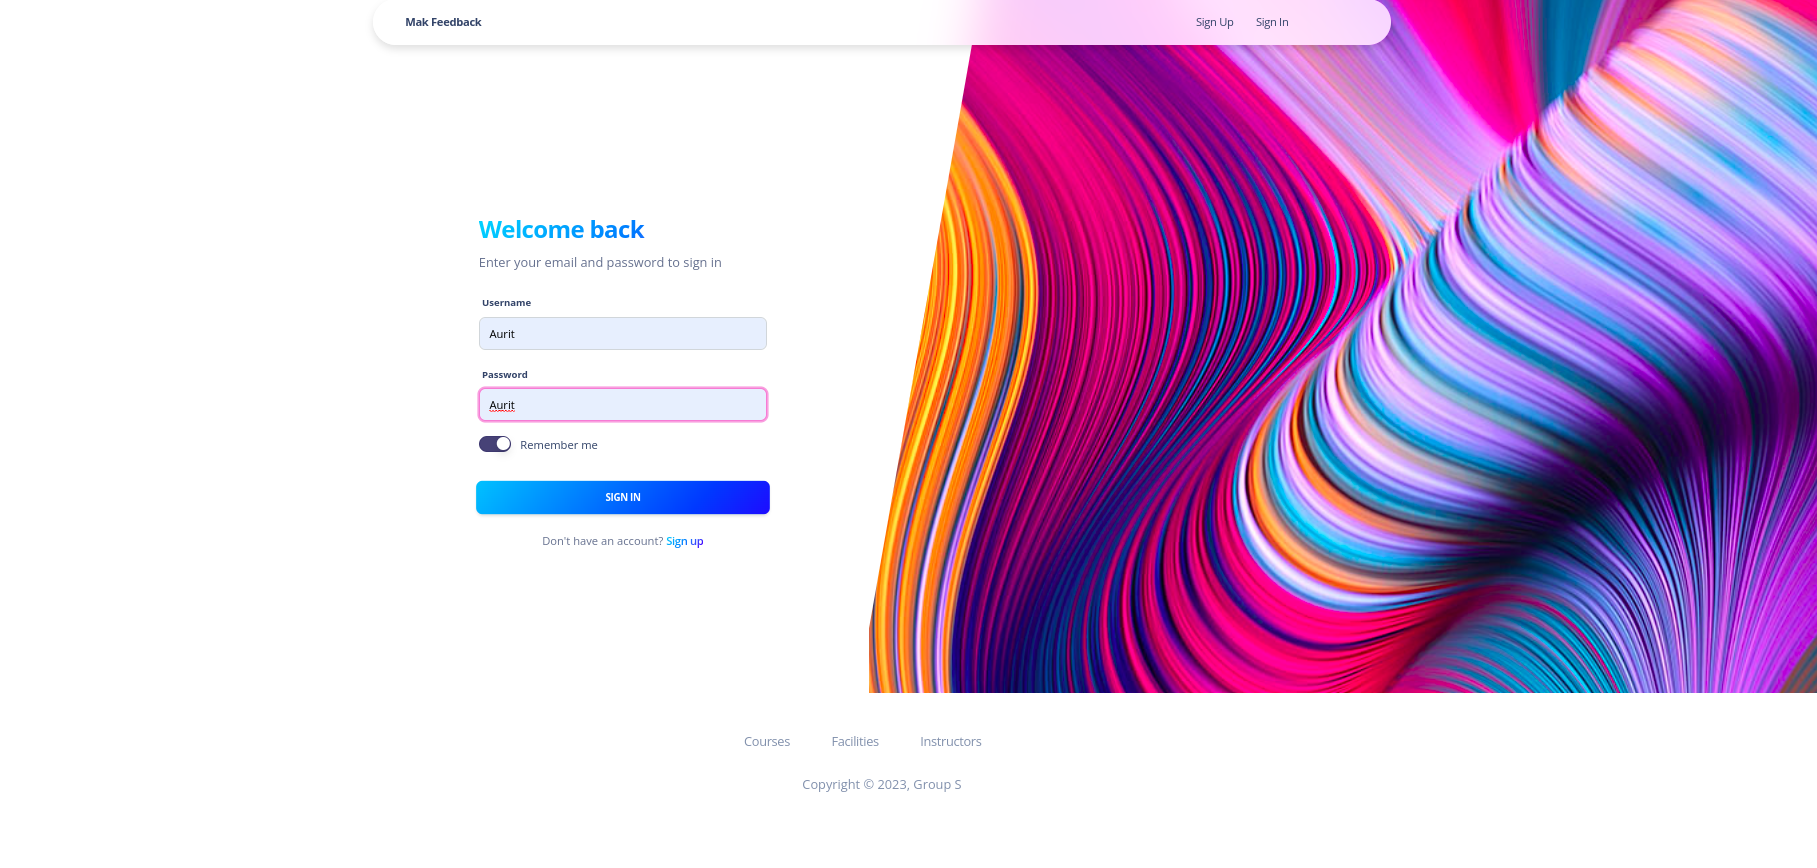 Mak Feedback
Sign Up Sign In
Welcome back
Enter your email and password to sign in
Username
Aurit
Password
Aurit
Remember me
SIGN IN
Don't have an account? Sign up
Courses Facilities Instructors
Copyright © 2023, Group S